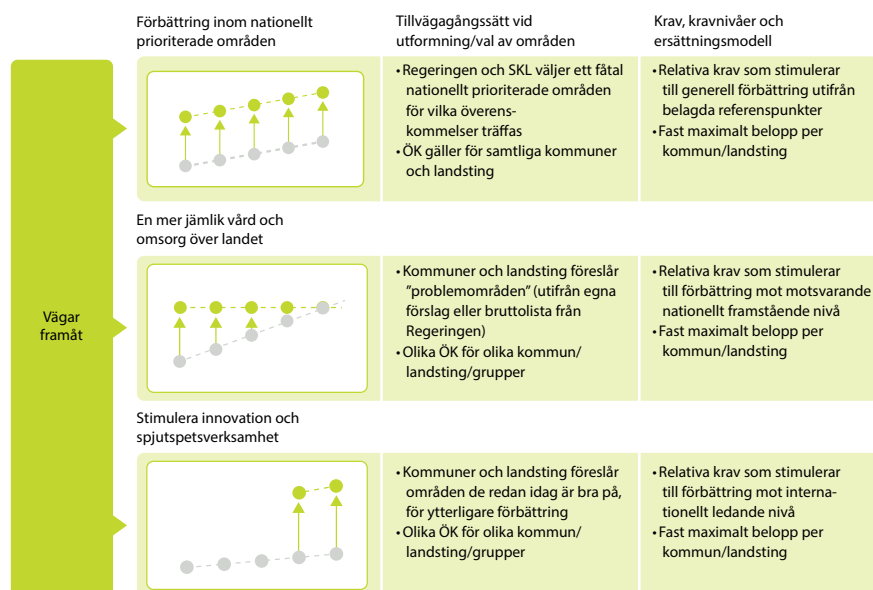 Förbättring inom nationellt
prioriterade områden
Tillvägagångssätt vid
utformning/val av områden
Krav, kravnivåer och
ersättningsmodell
• Regeringen och SKL väljer ett fåtal
nationellt prioriterade områden
för vilka överens-
kommelser träffas
• ÖK gäller för samtliga kommuner
och landsting
• Relativa krav som stimulerar
till generell förbättring utifrån
belagda referenspunkter
• Fast maximalt belopp per
kommun/landsting
En mer jämlik vård och
omsorg över landet
Vägar
framåt
• Kommuner och landsting föreslår
”problemområden” (utifrån egna
förslag eller bruttolista från
Regeringen)
• Olika ÖK för olika kommun/
landsting/grupper
• Relativa krav som stimulerar
till förbättring mot motsvarande
nationellt framstående nivå
• Fast maximalt belopp per
kommun/landsting
Stimulera innovation och
spjutspetsverksamhet
• Kommuner och landsting föreslår
områden de redan idag är bra på,
för ytterligare förbättring
• Olika ÖK för olika kommun/
landsting/grupper
• Relativa krav som stimulerar
till förbättring mot interna-
tionellt ledande nivå
• Fast maximalt belopp per
kommun/landsting